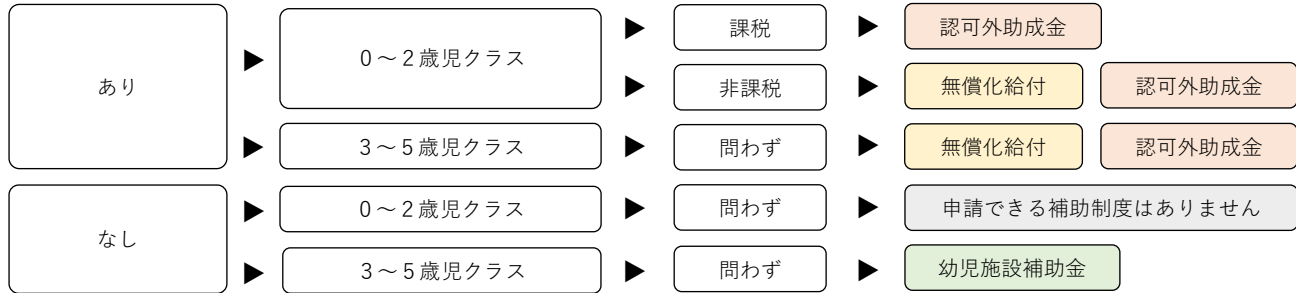 あり ▶ 0～2歳児クラス ▶ 課税 ▶ 認可外助成金
▶ 非課税 ▶ 無償化給付 認可外助成金
▶ 3～5歳児クラス ▶ 問わず ▶ 無償化給付 認可外助成金
なし ▶ 0～2歳児クラス ▶ 問わず ▶ 申請できる補助制度はありません
▶ 3～5歳児クラス ▶ 問わず ▶ 幼児施設補助金